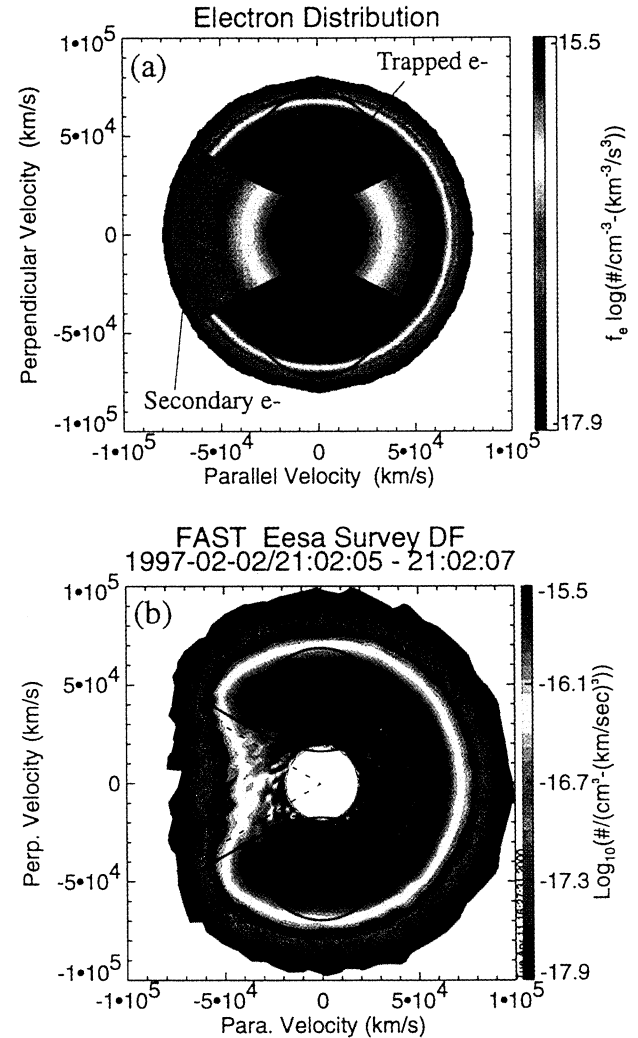 Electron Distribution
(a)
Trapped e-
Secondary e-
1•10⁵
5•10⁴
0
-5•10⁴
-1•10⁵
Perpendicular Velocity (km/s)
-1•10⁵ -5•10⁴ 0 5•10⁴ 1•10⁵
Parallel Velocity (km/s)
15.5
17.9
fₑ log(#/cm⁻³-(km⁻³/s³))
FAST Eesa Survey DF
1997-02-02/21:02:05 - 21:02:07
(b)
1•10⁵
5•10⁴
0
-5•10⁴
-1•10⁵
Perp. Velocity (km/s)
-1•10⁵ -5•10⁴ 0 5•10⁴ 1•10⁵
Para. Velocity (km/s)
-15.5
-16.1
-16.7
-17.3
-17.9
Log₁₀(#/(cm³-(km/sec)³))